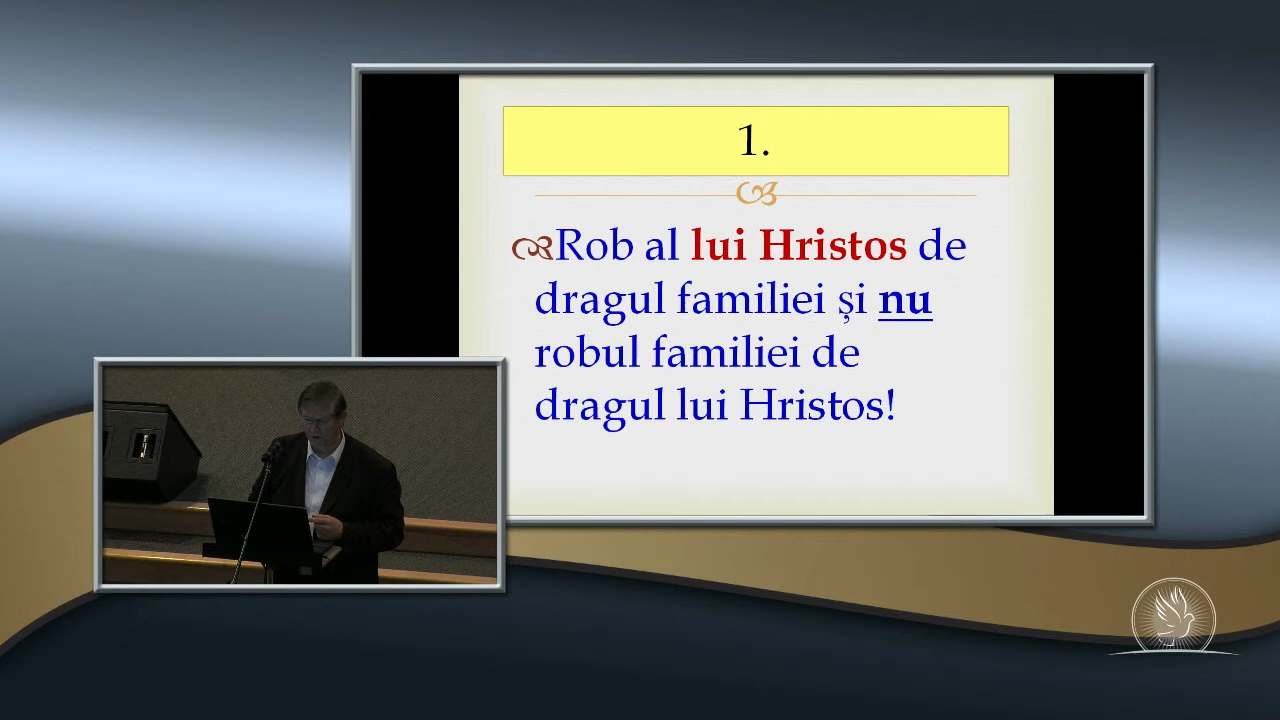 1.
Rob al lui Hristos de
dragul familiei și nu
robul familiei de
dragul lui Hristos!